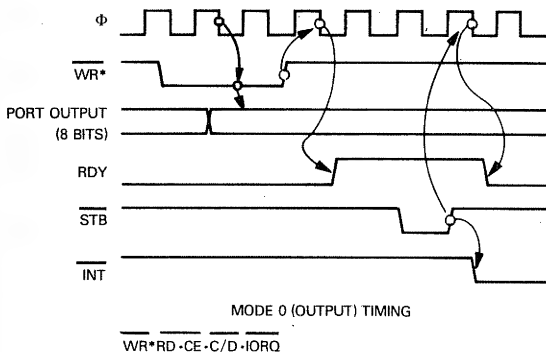 Φ
WR*
PORT OUTPUT
(8 BITS)
RDY
STB
INT
MODE 0 (OUTPUT) TIMING
WR*RD·CE·C/D·IORQ